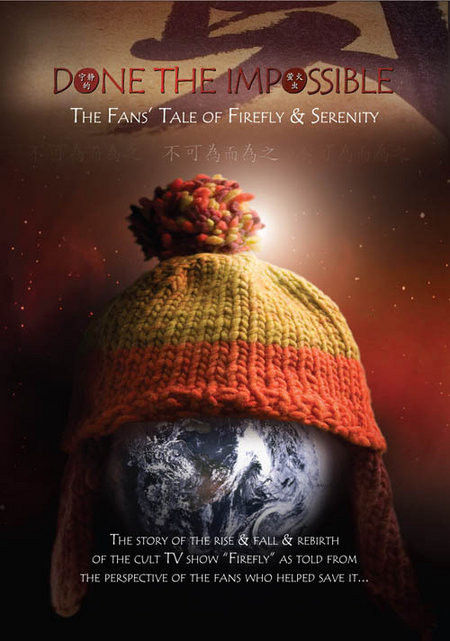 DONE THE IMPOSSIBLE
THE FANS' TALE OF FIREFLY & SERENITY
不可為而為之
THE STORY OF THE RISE & FALL & REBIRTH
OF THE CULT TV SHOW "FIREFLY" AS TOLD FROM
THE PERSPECTIVE OF THE FANS WHO HELPED SAVE IT...